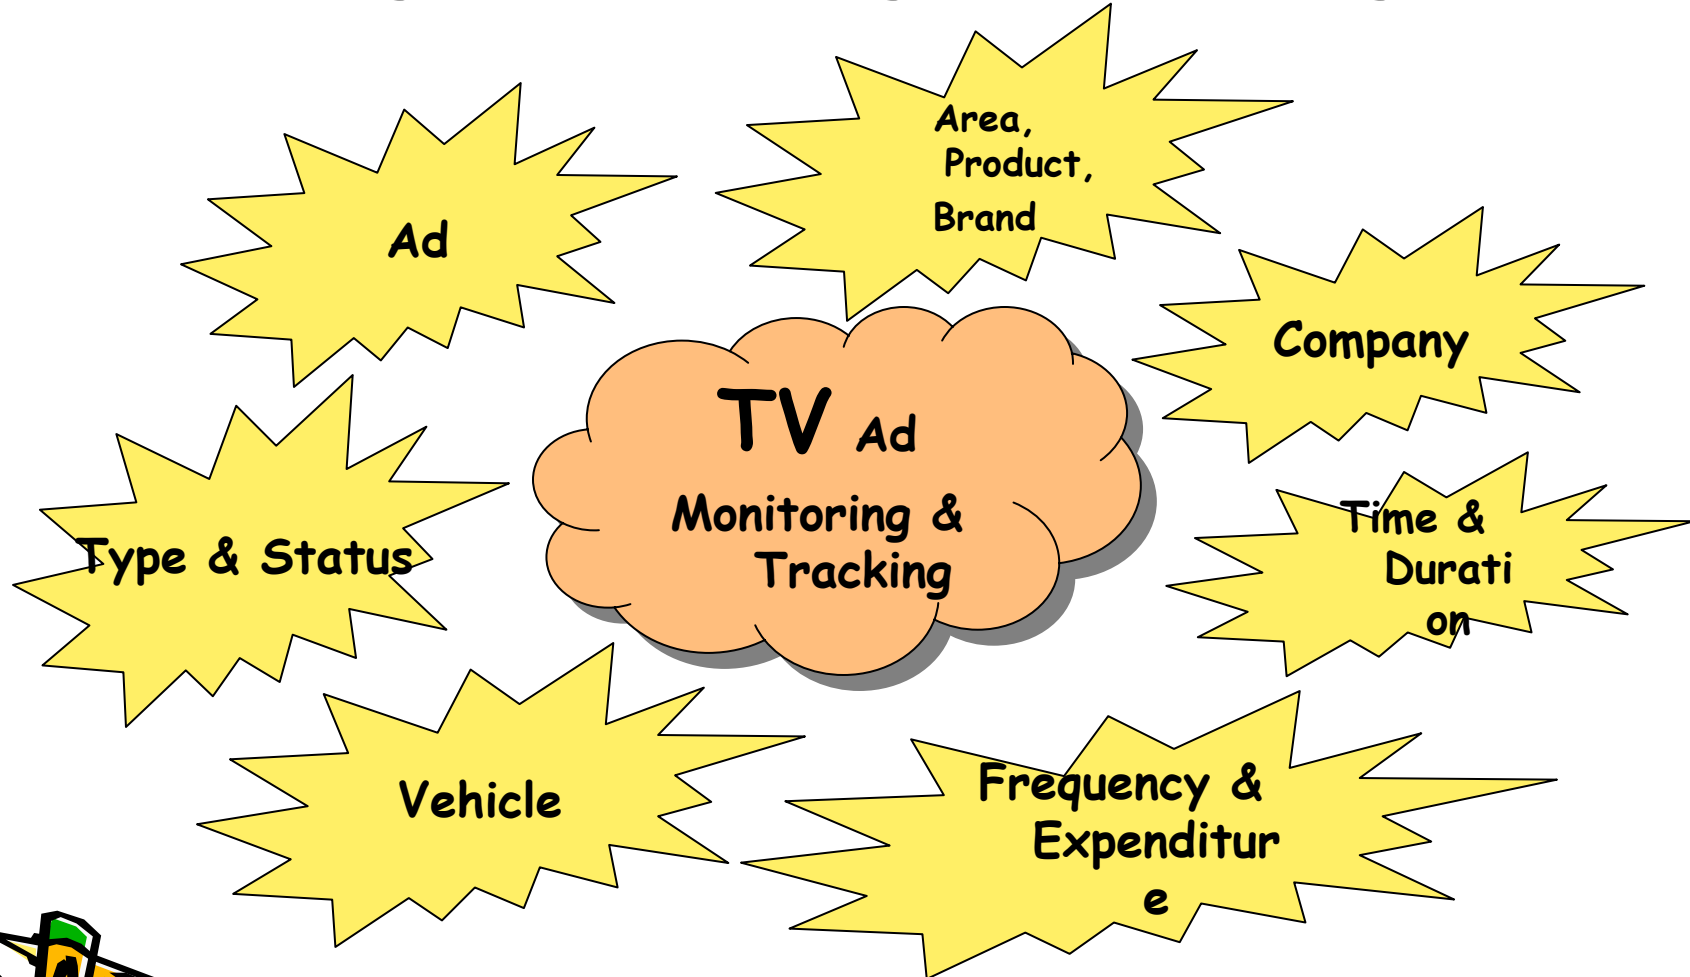 Area,
Product,
Brand
Ad
Company
TV Ad
Monitoring &
Tracking
Time &
Durati
on
Type & Status
Vehicle
Frequency &
Expenditur
e